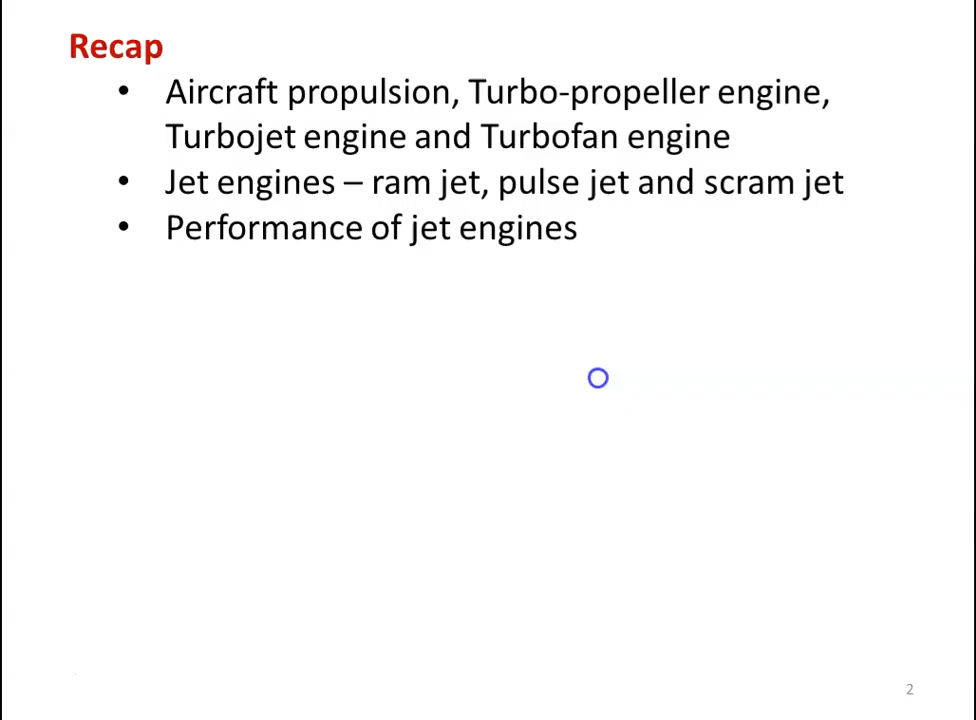 Recap
• Aircraft propulsion, Turbo-propeller engine,
Turbojet engine and Turbofan engine
• Jet engines – ram jet, pulse jet and scram jet
• Performance of jet engines
2